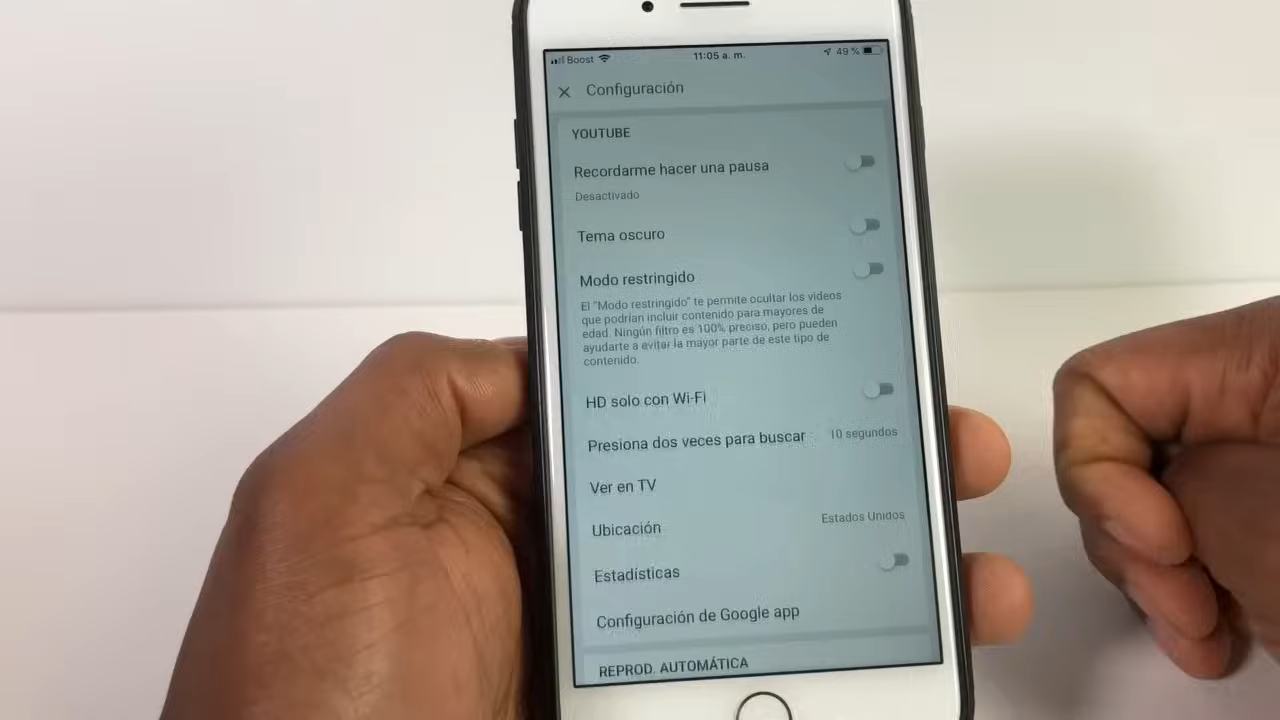 Boost 11:05 a. m. 49 %
Configuración
YOUTUBE
Recordarme hacer una pausa
Desactivado
Tema oscuro
Modo restringido
El "Modo restringido" te permite ocultar los videos
que podrían incluir contenido para mayores de
edad. Ningún filtro es 100% preciso, pero pueden
ayudarte a evitar la mayor parte de este tipo de
contenido.
HD solo con Wi-Fi
Presiona dos veces para buscar 10 segundos
Ver en TV
Ubicación Estados Unidos
Estadísticas
Configuración de Google app
REPROD. AUTOMÁTICA